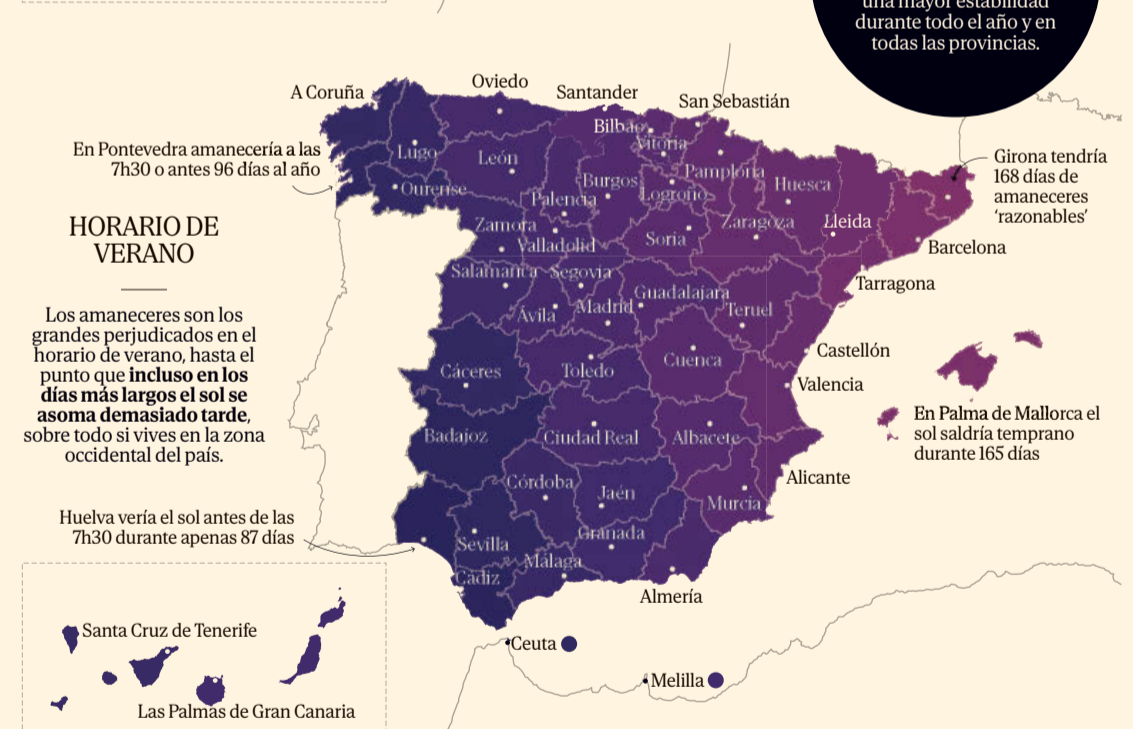 una mayor estabilidad
durante todo el año y en
todas las provincias.
A Coruña
Oviedo
Santander
San Sebastián
Bilbao
Vitoria
Lugo
León
Pamplona
En Pontevedra amanecería a las
7h30 o antes 96 días al año
Girona tendría
168 días de
amaneceres
‘razonables’
Ourense
Burgos
Logroño
Huesca
Palencia
Zamora
Valladolid
Soria
Zaragoza
Lleida
Barcelona
HORARIO DE
VERANO
Salamanca
Segovia
Tarragona
Ávila
Madrid
Guadalajara
Teruel
Los amaneceres son los
grandes perjudicados en el
horario de verano, hasta el
punto que incluso en los
días más largos el sol se
asoma demasiado tarde,
sobre todo si vives en la zona
occidental del país.
Cáceres
Toledo
Cuenca
Castellón
Valencia
Badajoz
Ciudad Real
Albacete
En Palma de Mallorca el
sol saldría temprano
durante 165 días
Alicante
Córdoba
Jaén
Murcia
Huelva vería el sol antes de las
7h30 durante apenas 87 días
Sevilla
Granada
Málaga
Cádiz
Almería
Ceuta
Melilla
Santa Cruz de Tenerife
Las Palmas de Gran Canaria